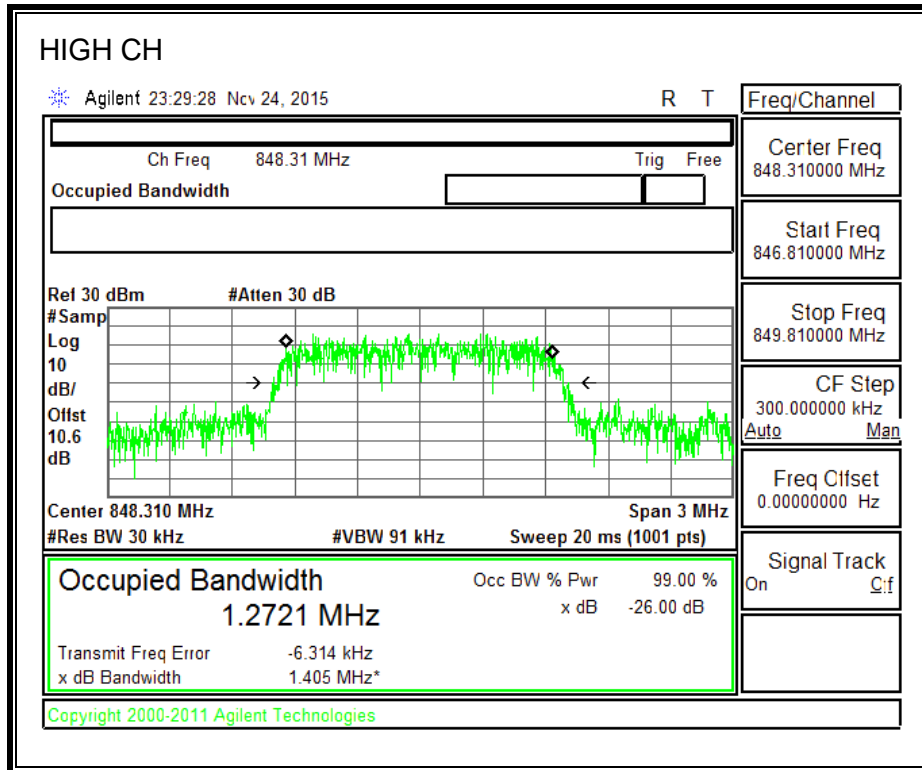 HIGH CH
Agilent 23:29:28 Nov 24, 2015 R T
Freq/Channel
Ch Freq 848.31 MHz Trig Free
Occupied Bandwidth
Center Freq
848.310000 MHz
Start Freq
846.810000 MHz
Stop Freq
849.810000 MHz
CF Step
300.000000 kHz
Auto Man
Freq Offset
0.00000000 Hz
Signal Track
On Off
Ref 30 dBm #Atten 30 dB
#Samp
Log
10
dB/
Offst
10.6
dB
Center 848.310 MHz Span 3 MHz
#Res BW 30 kHz #VBW 91 kHz Sweep 20 ms (1001 pts)
Occupied Bandwidth Occ BW % Pwr 99.00 %
1.2721 MHz x dB -26.00 dB
Transmit Freq Error -6.314 kHz
x dB Bandwidth 1.405 MHz*
Copyright 2000-2011 Agilent Technologies